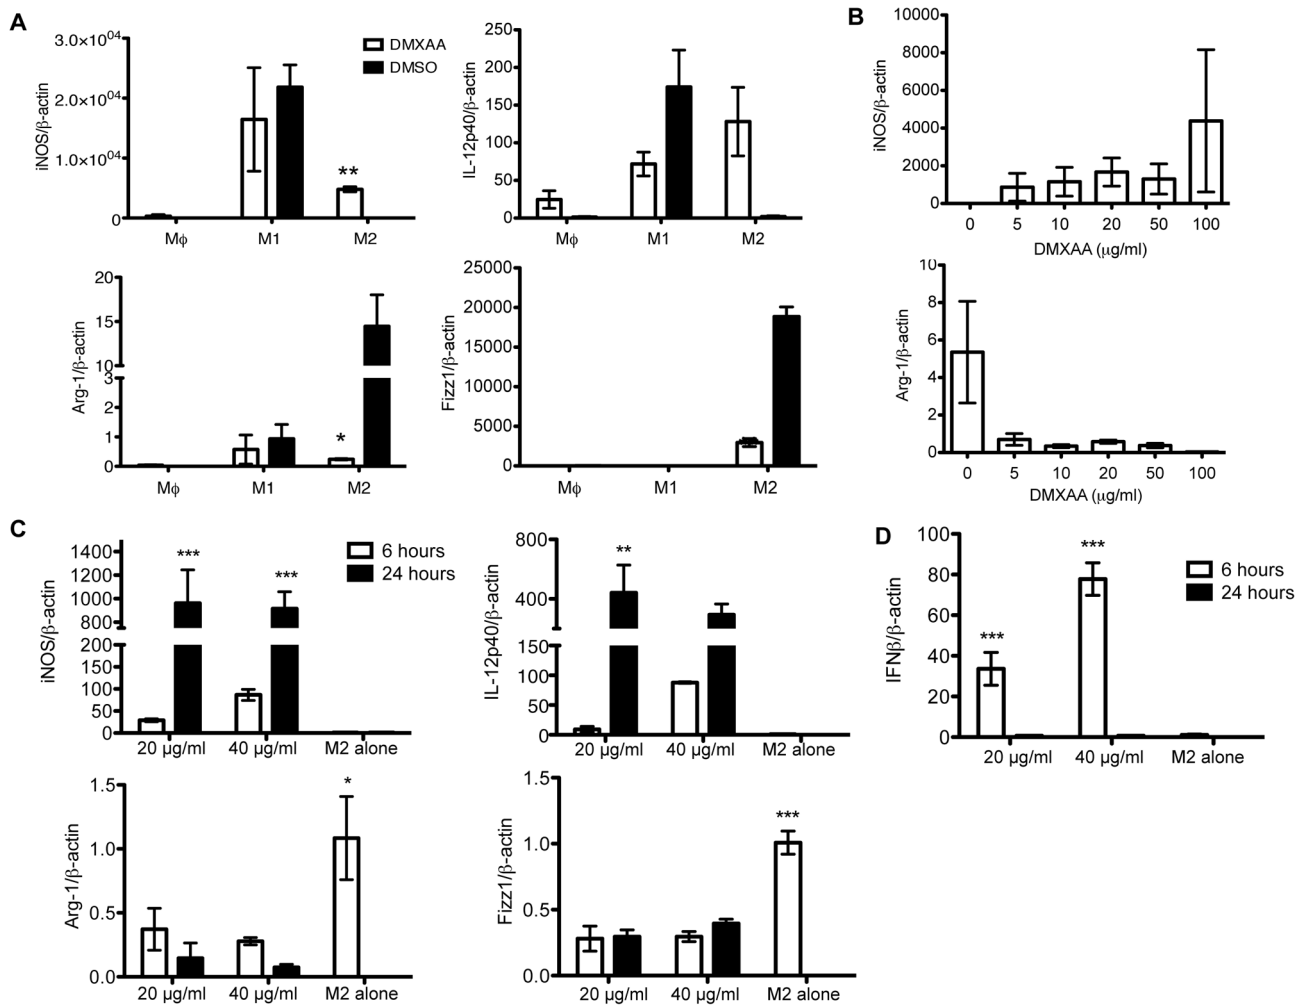 A
iNOS/β-actin
3.0×10⁰⁴
2.0×10⁰⁴
1.0×10⁰⁴
0
**
Mϕ M1 M2
DMXAA
DMSO
IL-12p40/β-actin
250
200
150
100
50
0
Mϕ M1 M2
B
iNOS/β-actin
10000
8000
6000
4000
2000
0
0 5 10 20 50 100
DMXAA (μg/ml)
Arg-1/β-actin
20
15
10
3
2
1
0
*
Mϕ M1 M2
Fizz1/β-actin
25000
20000
15000
10000
5000
0
Mϕ M1 M2
Arg-1/β-actin
10
8
6
4
2
0
0 5 10 20 50 100
DMXAA (μg/ml)
C
iNOS/β-actin
1400
1200
1000
800
200
150
100
50
0
*** ***
20 μg/ml 40 μg/ml M2 alone
6 hours
24 hours
IL-12p40/β-actin
800
400
150
100
50
0
**
20 μg/ml 40 μg/ml M2 alone
D
IFNβ/β-actin
100
80
60
40
20
0
*** ***
20 μg/ml 40 μg/ml M2 alone
6 hours
24 hours
Arg-1/β-actin
1.5
1.0
0.5
0.0
*
20 μg/ml 40 μg/ml M2 alone
Fizz1/β-actin
1.5
1.0
0.5
0.0
***
20 μg/ml 40 μg/ml M2 alone